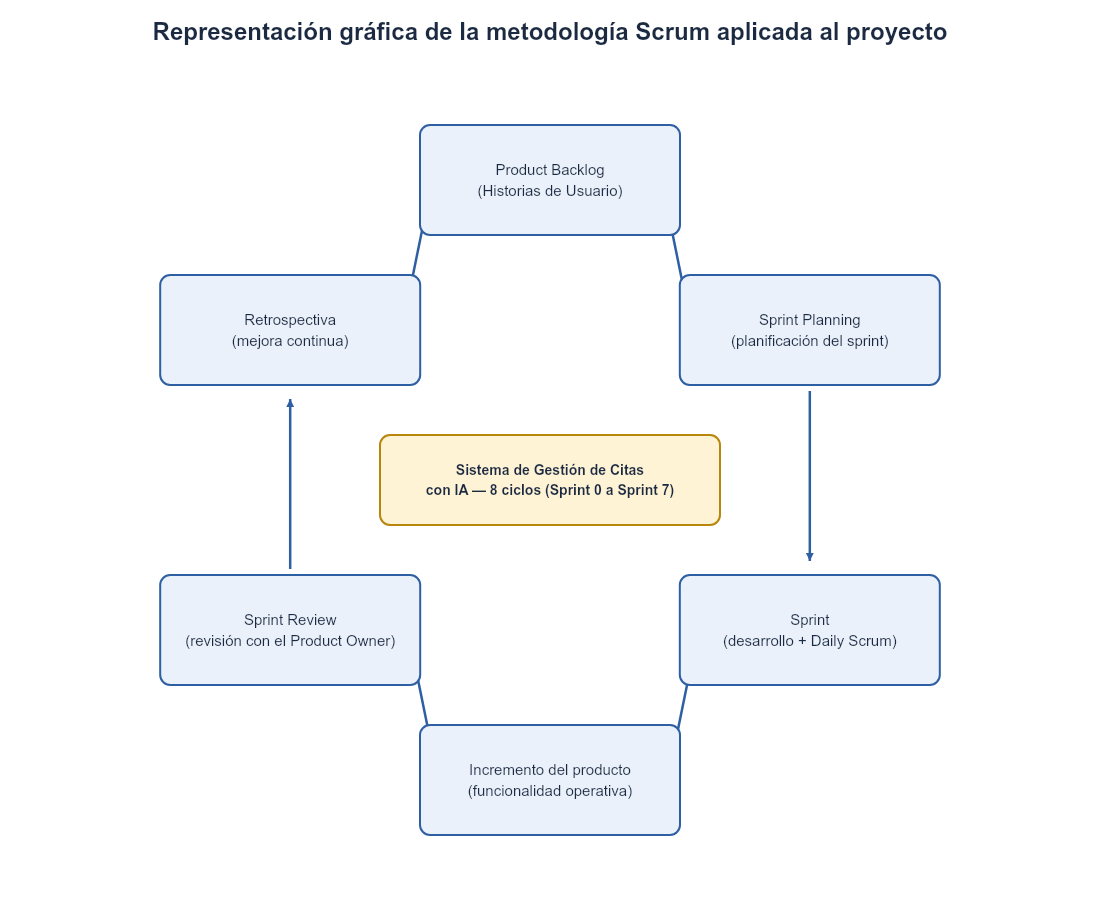 Representación gráfica de la metodología Scrum aplicada al proyecto
Product Backlog
(Historias de Usuario)
Retrospectiva
(mejora continua)
Sprint Planning
(planificación del sprint)
Sistema de Gestión de Citas
con IA — 8 ciclos (Sprint 0 a Sprint 7)
Sprint Review
(revisión con el Product Owner)
Sprint
(desarrollo + Daily Scrum)
Incremento del producto
(funcionalidad operativa)